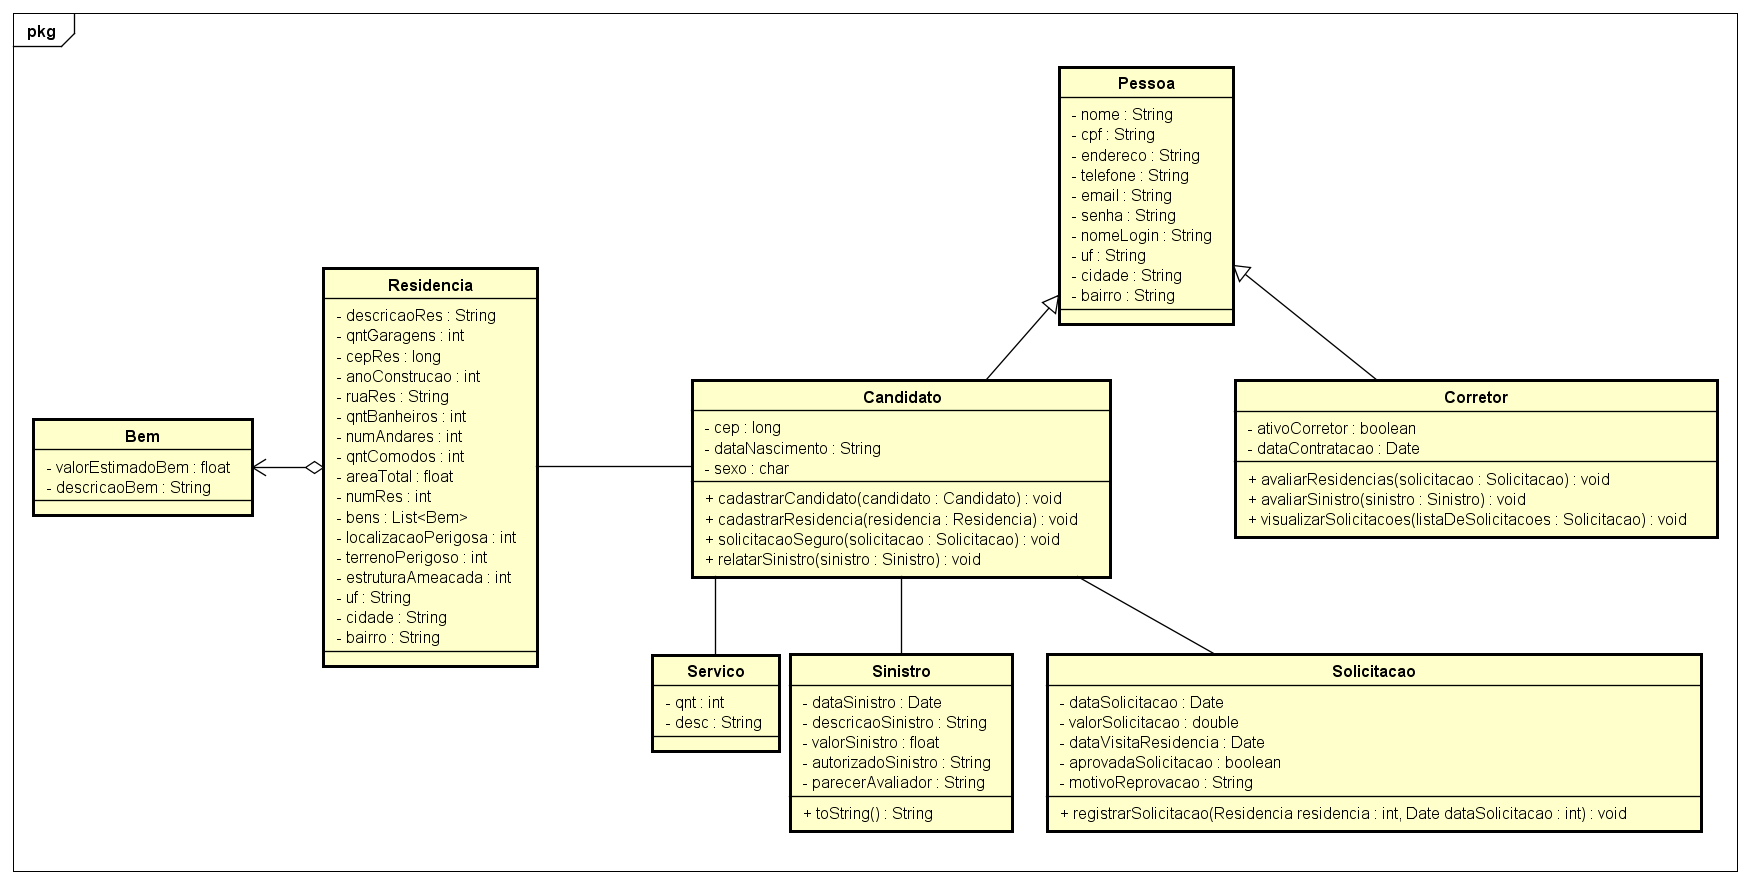 pkg
Pessoa
- nome : String
- cpf : String
- endereco : String
- telefone : String
- email : String
- senha : String
- nomeLogin : String
- uf : String
- cidade : String
- bairro : String
Residencia
- descricaoRes : String
- qntGaragens : int
- cepRes : long
- anoConstrucao : int
- ruaRes : String
- qntBanheiros : int
- numAndares : int
- qntComodos : int
- areaTotal : float
- numRes : int
- bens : List<Bem>
- localizacaoPerigosa : int
- terrenoPerigoso : int
- estruturaAmeacada : int
- uf : String
- cidade : String
- bairro : String
Candidato
- cep : long
- dataNascimento : String
- sexo : char
+ cadastrarCandidato(candidato : Candidato) : void
+ cadastrarResidencia(residencia : Residencia) : void
+ solicitacaoSeguro(solicitacao : Solicitacao) : void
+ relatarSinistro(sinistro : Sinistro) : void
Corretor
- ativoCorretor : boolean
- dataContratacao : Date
+ avaliarResidencias(solicitacao : Solicitacao) : void
+ avaliarSinistro(sinistro : Sinistro) : void
+ visualizarSolicitacoes(listaDeSolicitacoes : Solicitacao) : void
Bem
- valorEstimadoBem : float
- descricaoBem : String
Servico
- qnt : int
- desc : String
Sinistro
- dataSinistro : Date
- descricaoSinistro : String
- valorSinistro : float
- autorizadoSinistro : String
- parecerAvaliador : String
+ toString() : String
Solicitacao
- dataSolicitacao : Date
- valorSolicitacao : double
- dataVisitaResidencia : Date
- aprovadaSolicitacao : boolean
- motivoReprovacao : String
+ registrarSolicitacao(Residencia residencia : int, Date dataSolicitacao : int) : void